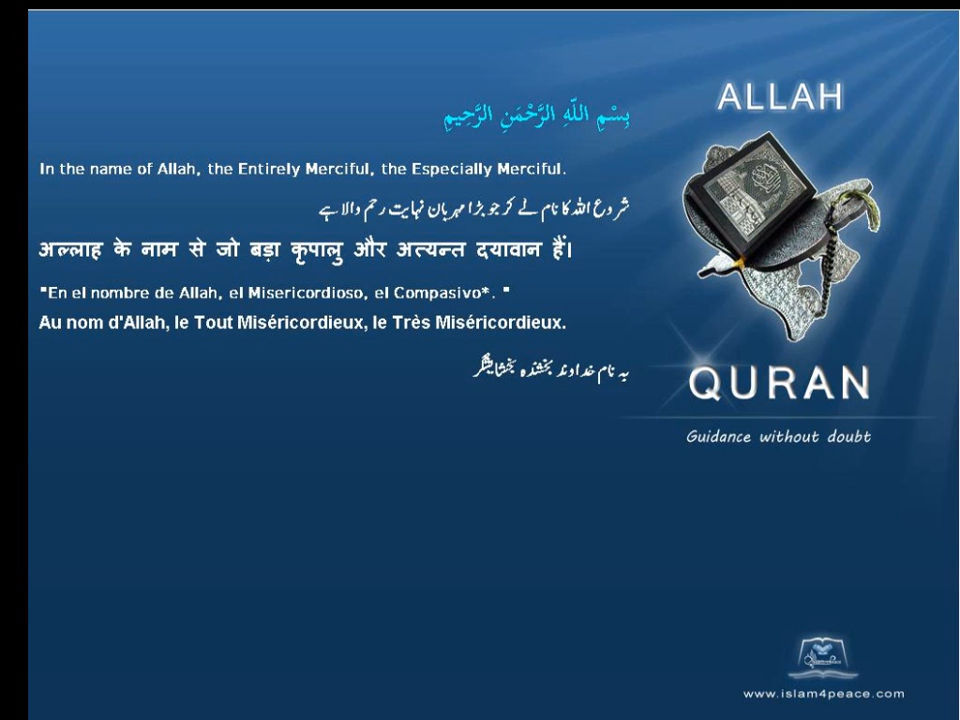 بِسْمِ اللّهِ الرَّحْمَنِ الرَّحِيمِ
In the name of Allah, the Entirely Merciful, the Especially Merciful.
شروع اللہ کا نام لے کر جو بڑا مہربان نہایت رحم والا ہے
अल्लाह के नाम से जो बड़ा कृपालु और अत्यन्त दयावान हैं।
"En el nombre de Allah, el Misericordioso, el Compasivo*. "
Au nom d'Allah, le Tout Miséricordieux, le Très Miséricordieux.
به نام خداوند بخشنده بخشایشگر
ALLAH
QURAN
Guidance without doubt
www.islam4peace.com